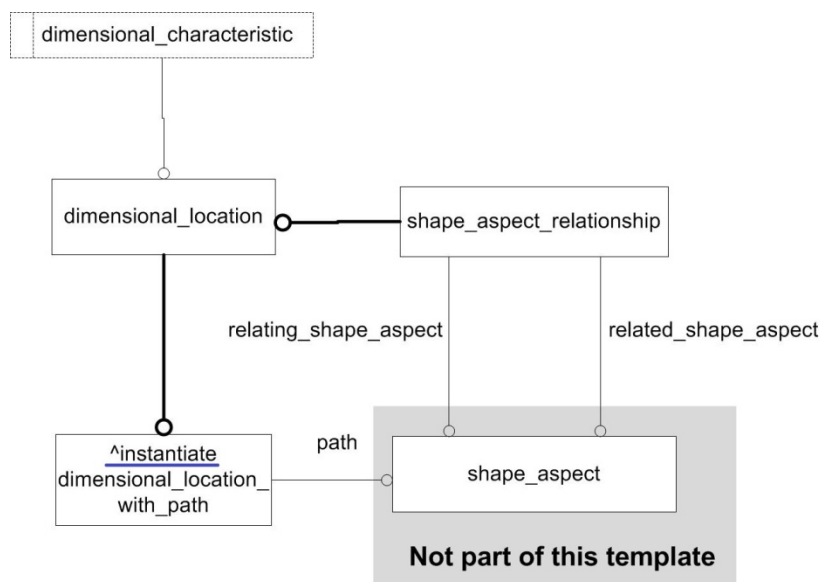 dimensional_characteristic
dimensional_location
shape_aspect_relationship
relating_shape_aspect
related_shape_aspect
^instantiate
dimensional_location_
with_path
path
shape_aspect
Not part of this template